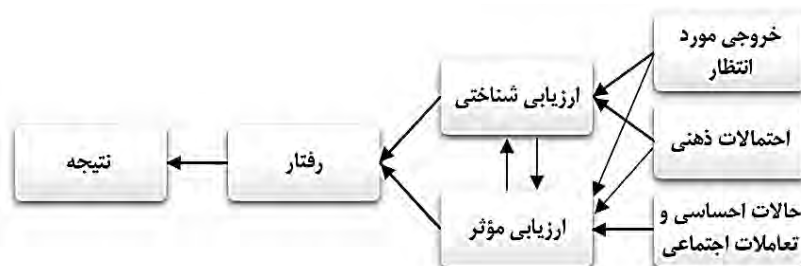 خروجی مورد
انتظار
ارزیابی شناختی
احتمالات ذهنی
رفتار
نتیجه
حالات احساسی و
تعاملات اجتماعی
ارزیابی مؤثر